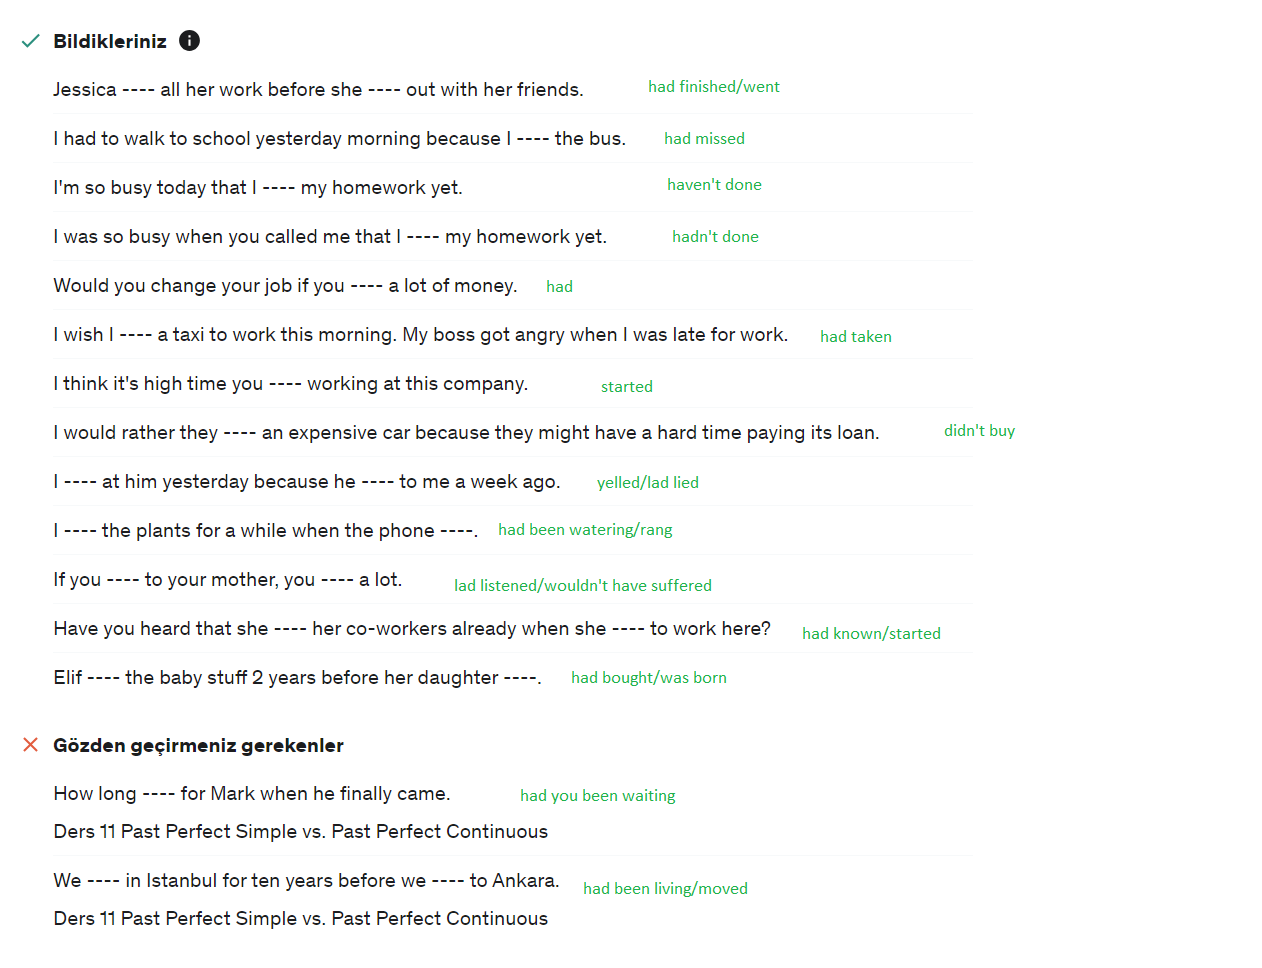 Bildikleriniz
Jessica ---- all her work before she ---- out with her friends. had finished/went
I had to walk to school yesterday morning because I ---- the bus. had missed
I'm so busy today that I ---- my homework yet. haven't done
I was so busy when you called me that I ---- my homework yet. hadn't done
Would you change your job if you ---- a lot of money. had
I wish I ---- a taxi to work this morning. My boss got angry when I was late for work. had taken
I think it's high time you ---- working at this company. started
I would rather they ---- an expensive car because they might have a hard time paying its loan. didn't buy
I ---- at him yesterday because he ---- to me a week ago. yelled/lad lied
I ---- the plants for a while when the phone ----. had been watering/rang
If you ---- to your mother, you ---- a lot. lad listened/wouldn't have suffered
Have you heard that she ---- her co-workers already when she ---- to work here? had known/started
Elif ---- the baby stuff 2 years before her daughter ----. had bought/was born
Gözden geçirmeniz gerekenler
How long ---- for Mark when he finally came. had you been waiting
Ders 11 Past Perfect Simple vs. Past Perfect Continuous
We ---- in Istanbul for ten years before we ---- to Ankara. had been living/moved
Ders 11 Past Perfect Simple vs. Past Perfect Continuous